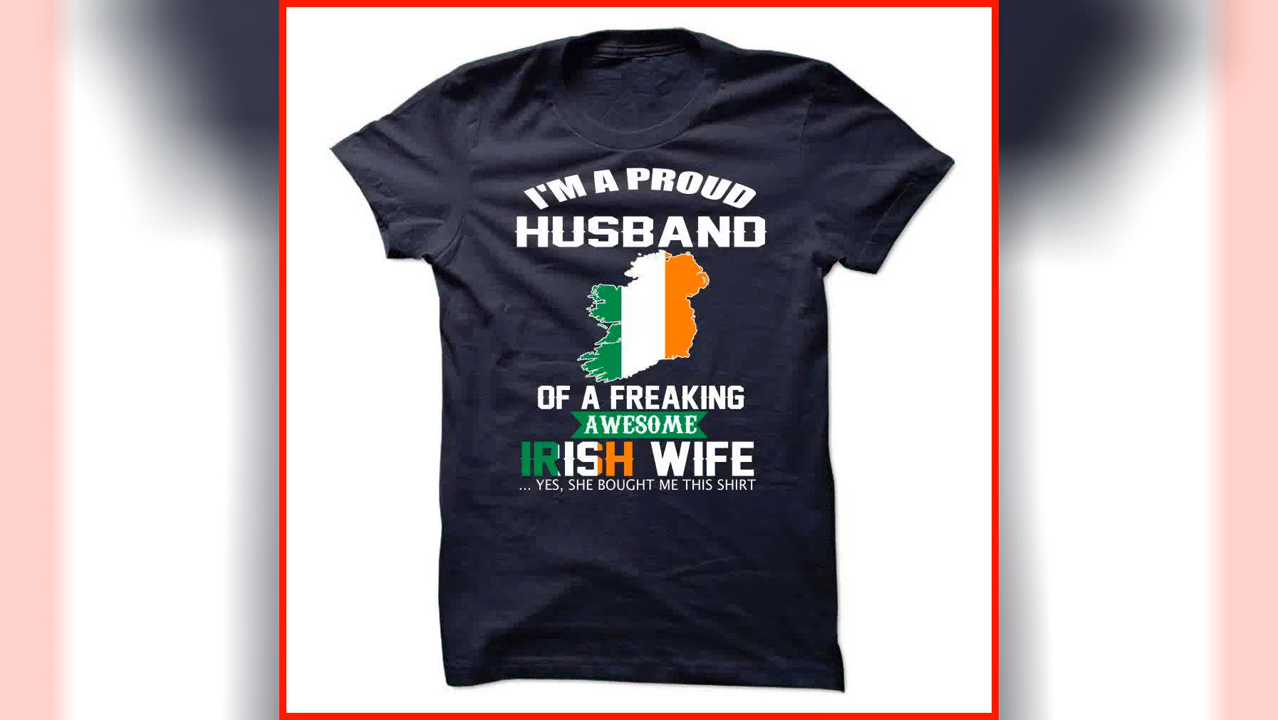 I'M A PROUD
HUSBAND
OF A FREAKING
AWESOME
IRISH WIFE
... YES, SHE BOUGHT ME THIS SHIRT